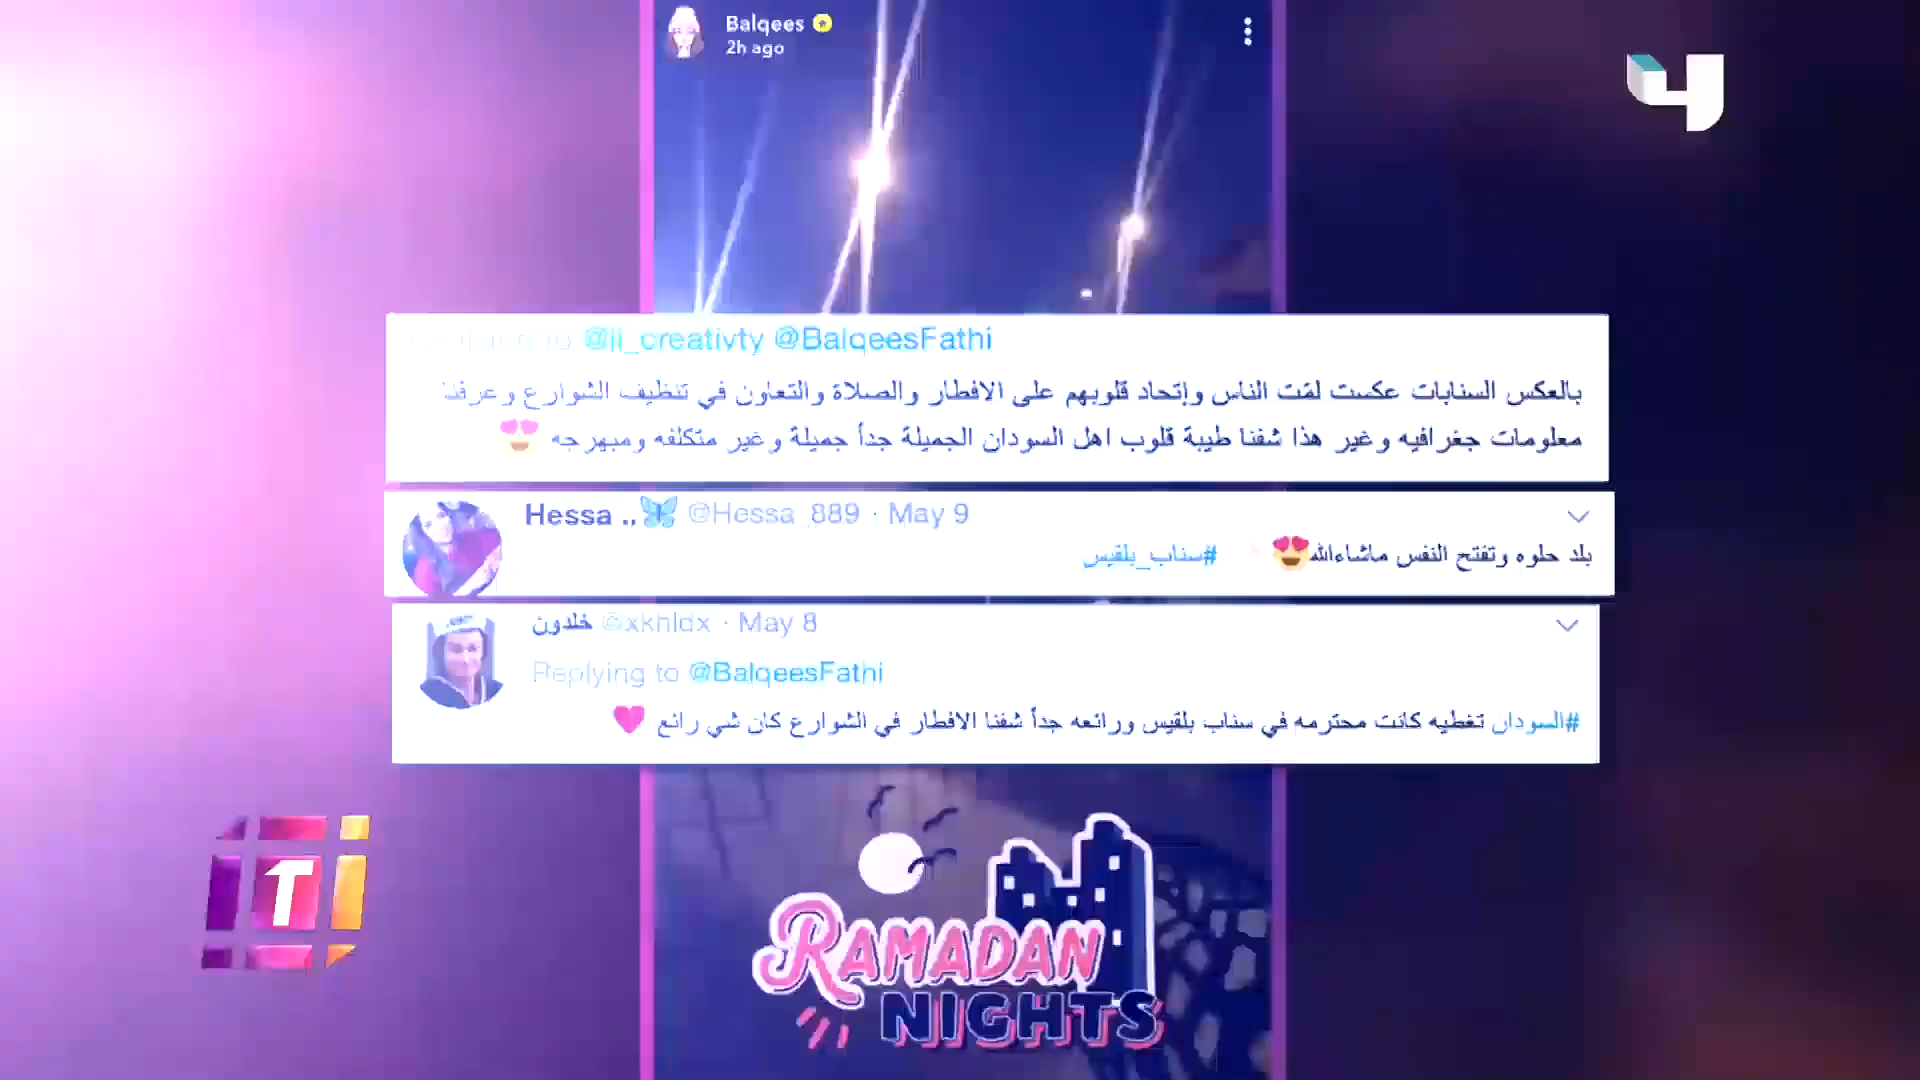 Balqees
2h ago
@ji_creativty @BalqeesFathi
بالعكس السنابات عكست لمّت الناس وإتحاد قلوبهم على الافطار والصلاة والتعاون في تنظيف الشوارع وعرفنا
معلومات جغرافيه وغير هذا شفنا طيبة قلوب اهل السودان الجميلة جداً جميلة وغير متكلفه ومبهرجه 😍
Hessa ..🦋 @Hessa_889 · May 9
بلد حلوه وتفتح النفس ماشاءالله😍 #سناب_بلقيس
خلدون @xkhldx · May 8
Replying to @BalqeesFathi
#السودان تغطيه كانت محترمه في سناب بلقيس ورائعه جداً شفنا الافطار في الشوارع كان شي رائع ♥
T
4
RAMADAN
NIGHTS